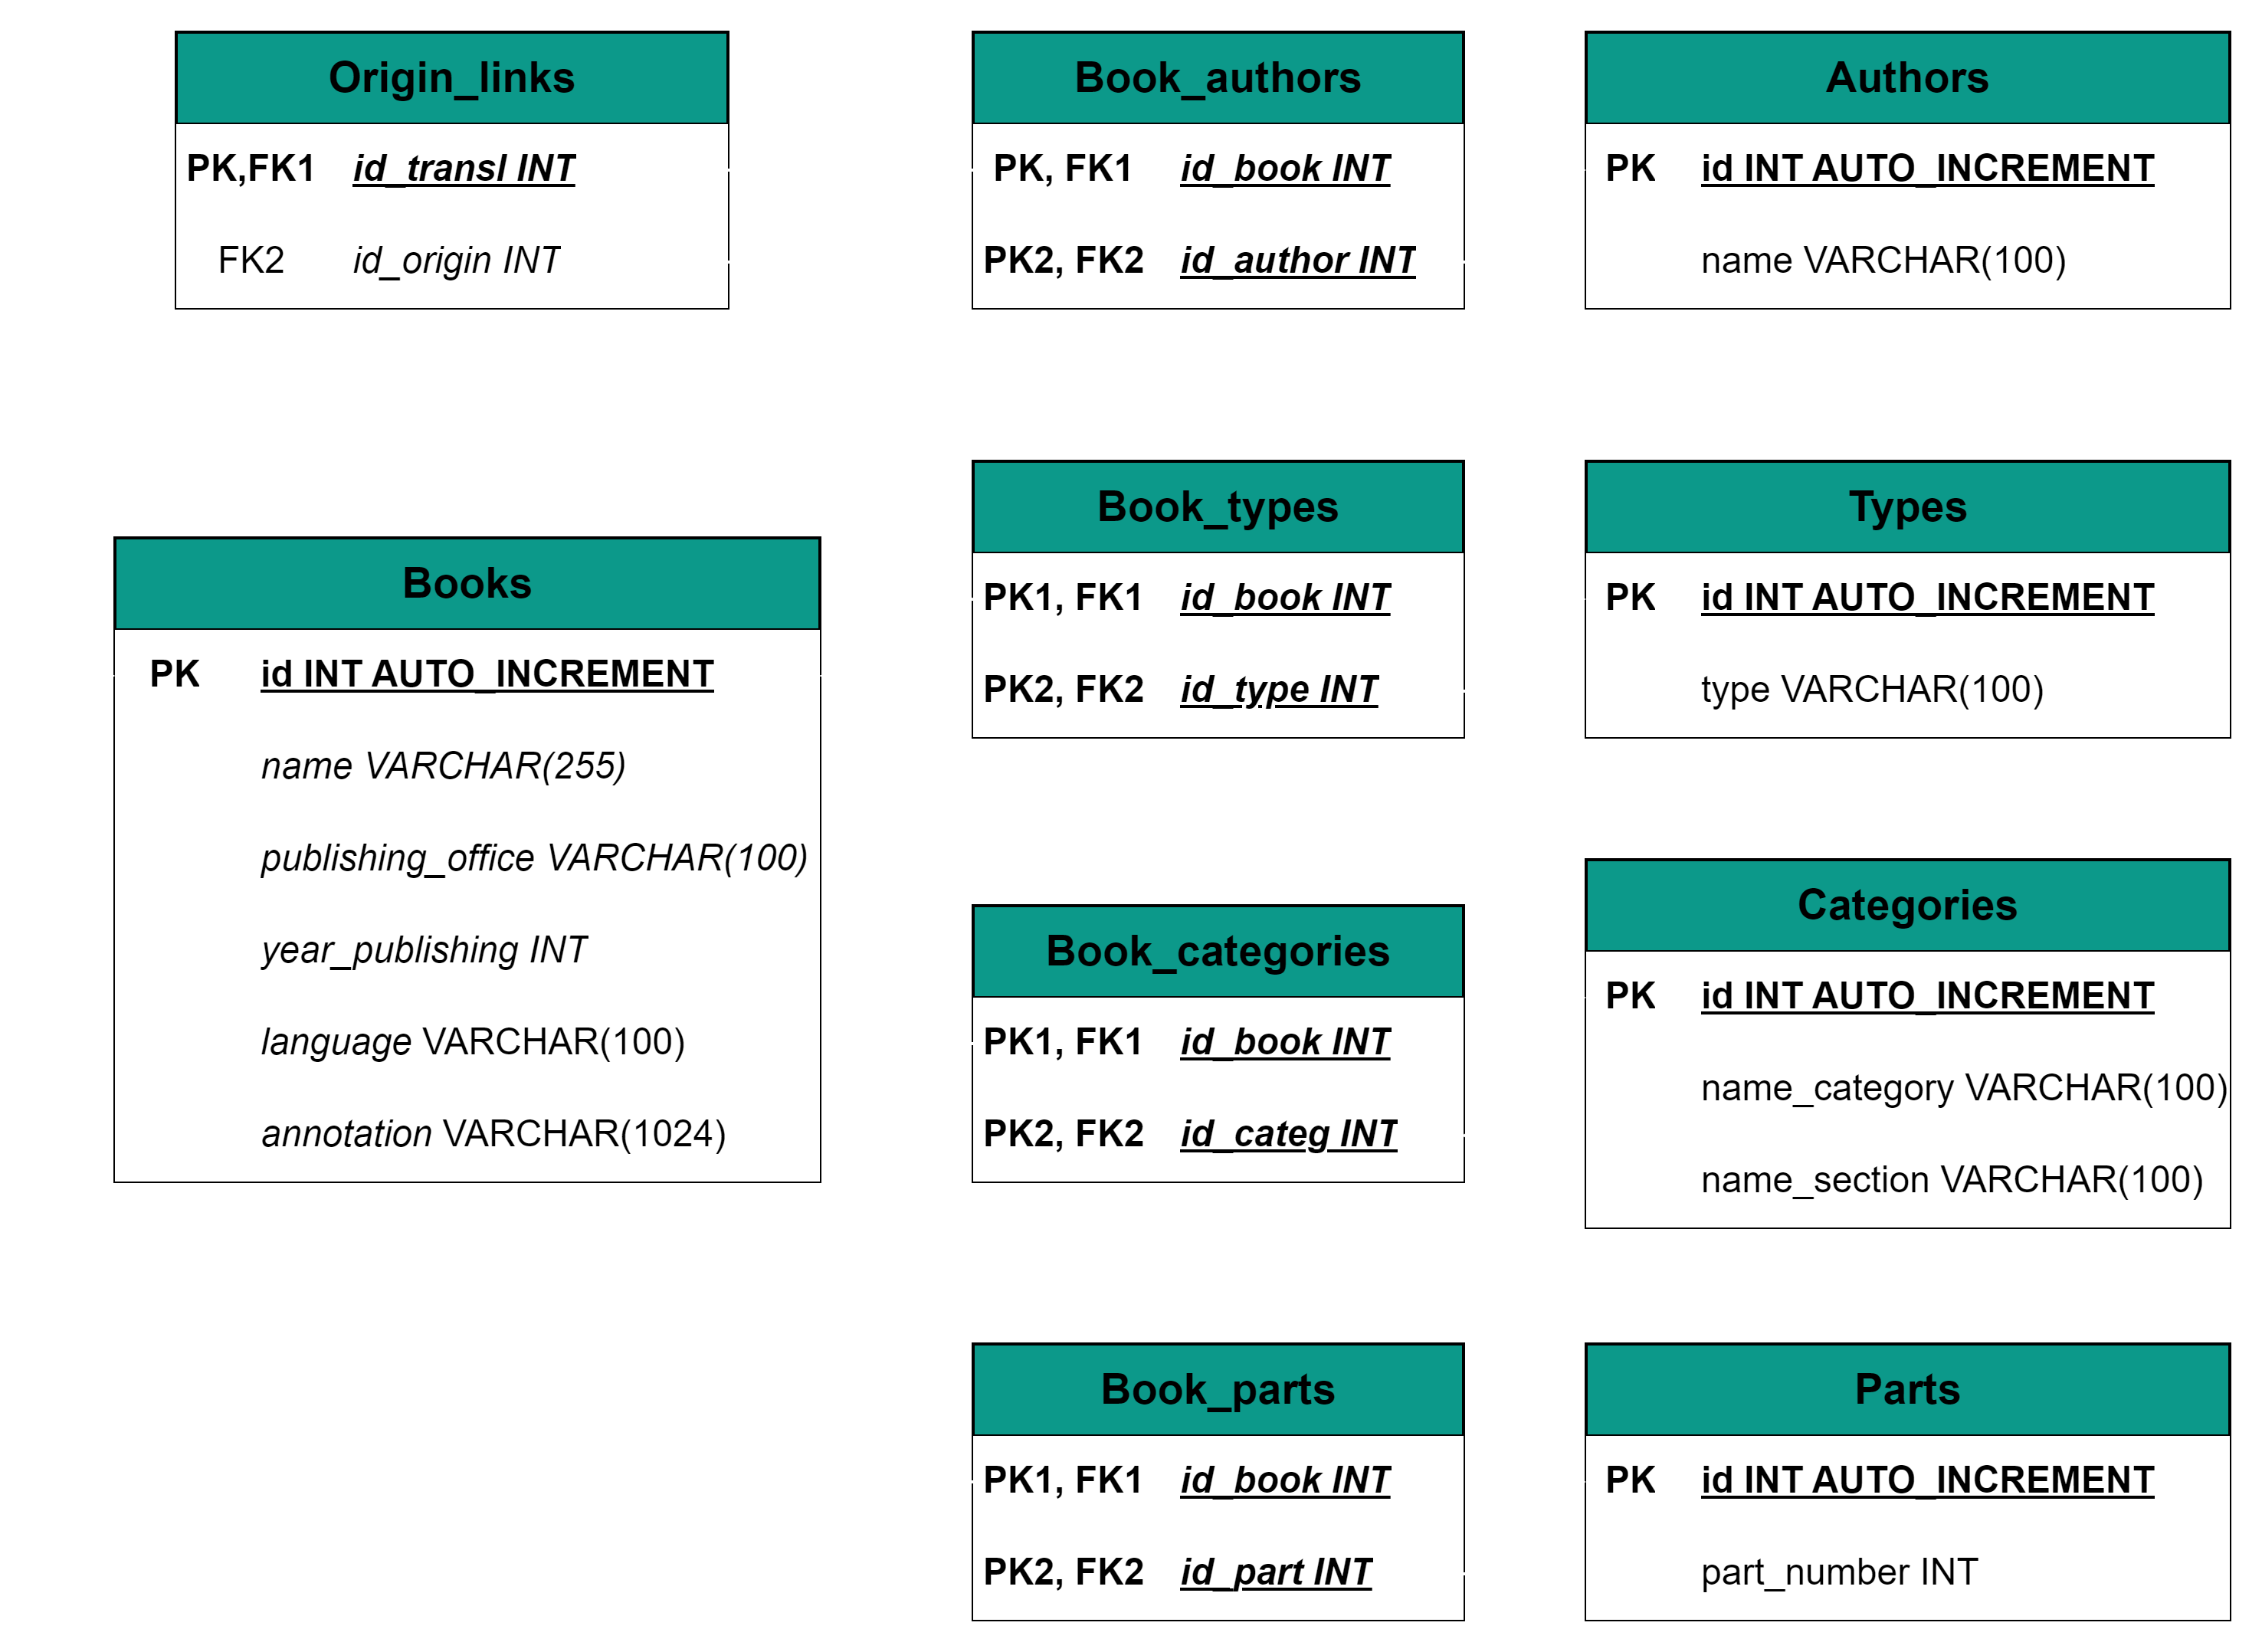 Origin_links
PK,FK1 id_transl INT
FK2 id_origin INT
Book_authors
PK, FK1 id_book INT
PK2, FK2 id_author INT
Authors
PK id INT AUTO_INCREMENT
name VARCHAR(100)
Books
PK id INT AUTO_INCREMENT
name VARCHAR(255)
publishing_office VARCHAR(100)
year_publishing INT
language VARCHAR(100)
annotation VARCHAR(1024)
Book_types
PK1, FK1 id_book INT
PK2, FK2 id_type INT
Types
PK id INT AUTO_INCREMENT
type VARCHAR(100)
Book_categories
PK1, FK1 id_book INT
PK2, FK2 id_categ INT
Categories
PK id INT AUTO_INCREMENT
name_category VARCHAR(100)
name_section VARCHAR(100)
Book_parts
PK1, FK1 id_book INT
PK2, FK2 id_part INT
Parts
PK id INT AUTO_INCREMENT
part_number INT